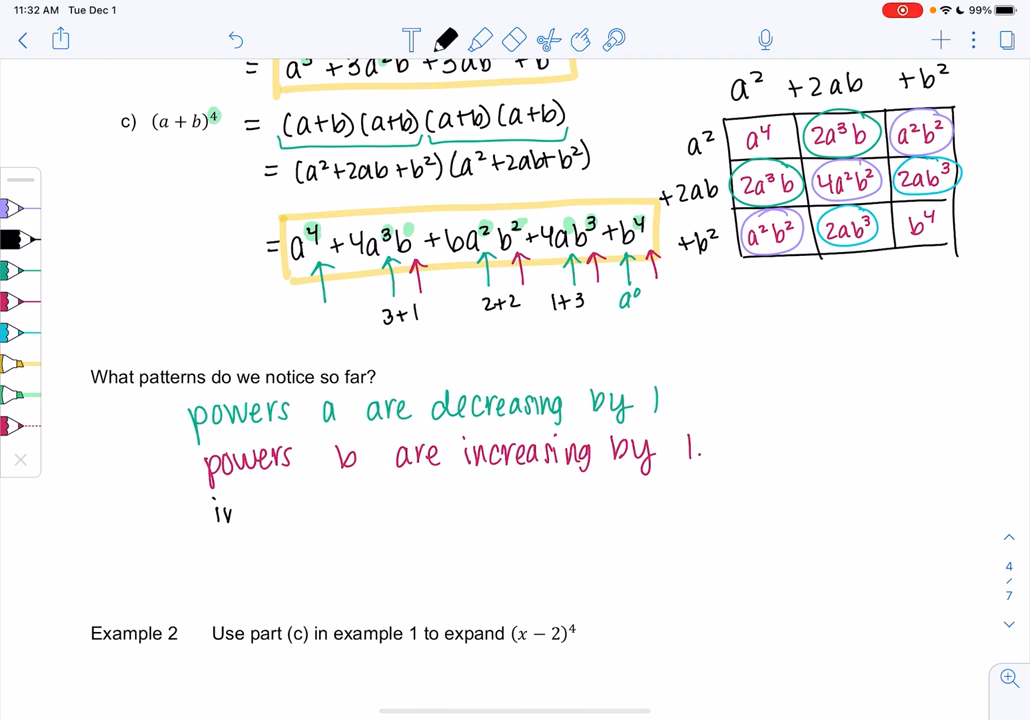 11:32 AM Tue Dec 1
99%
= a³ + 3a²b + 3ab + b
c) (a + b)⁴ = (a+b)(a+b)(a+b)(a+b)
= (a²+2ab+b²)(a²+2ab+b²)
= a⁴ + 4a³b + 6a²b² + 4ab³ + b⁴
3+1 2+2 1+3 a⁰
a² +2ab +b²
a² a⁴ 2a³b a²b²
+2ab 2a³b 4a²b² 2ab³
+b² a²b² 2ab³ b⁴
What patterns do we notice so far?
powers a are decreasing by 1
powers b are increasing by 1.
in
4
/
7
Example 2 Use part (c) in example 1 to expand (x − 2)⁴